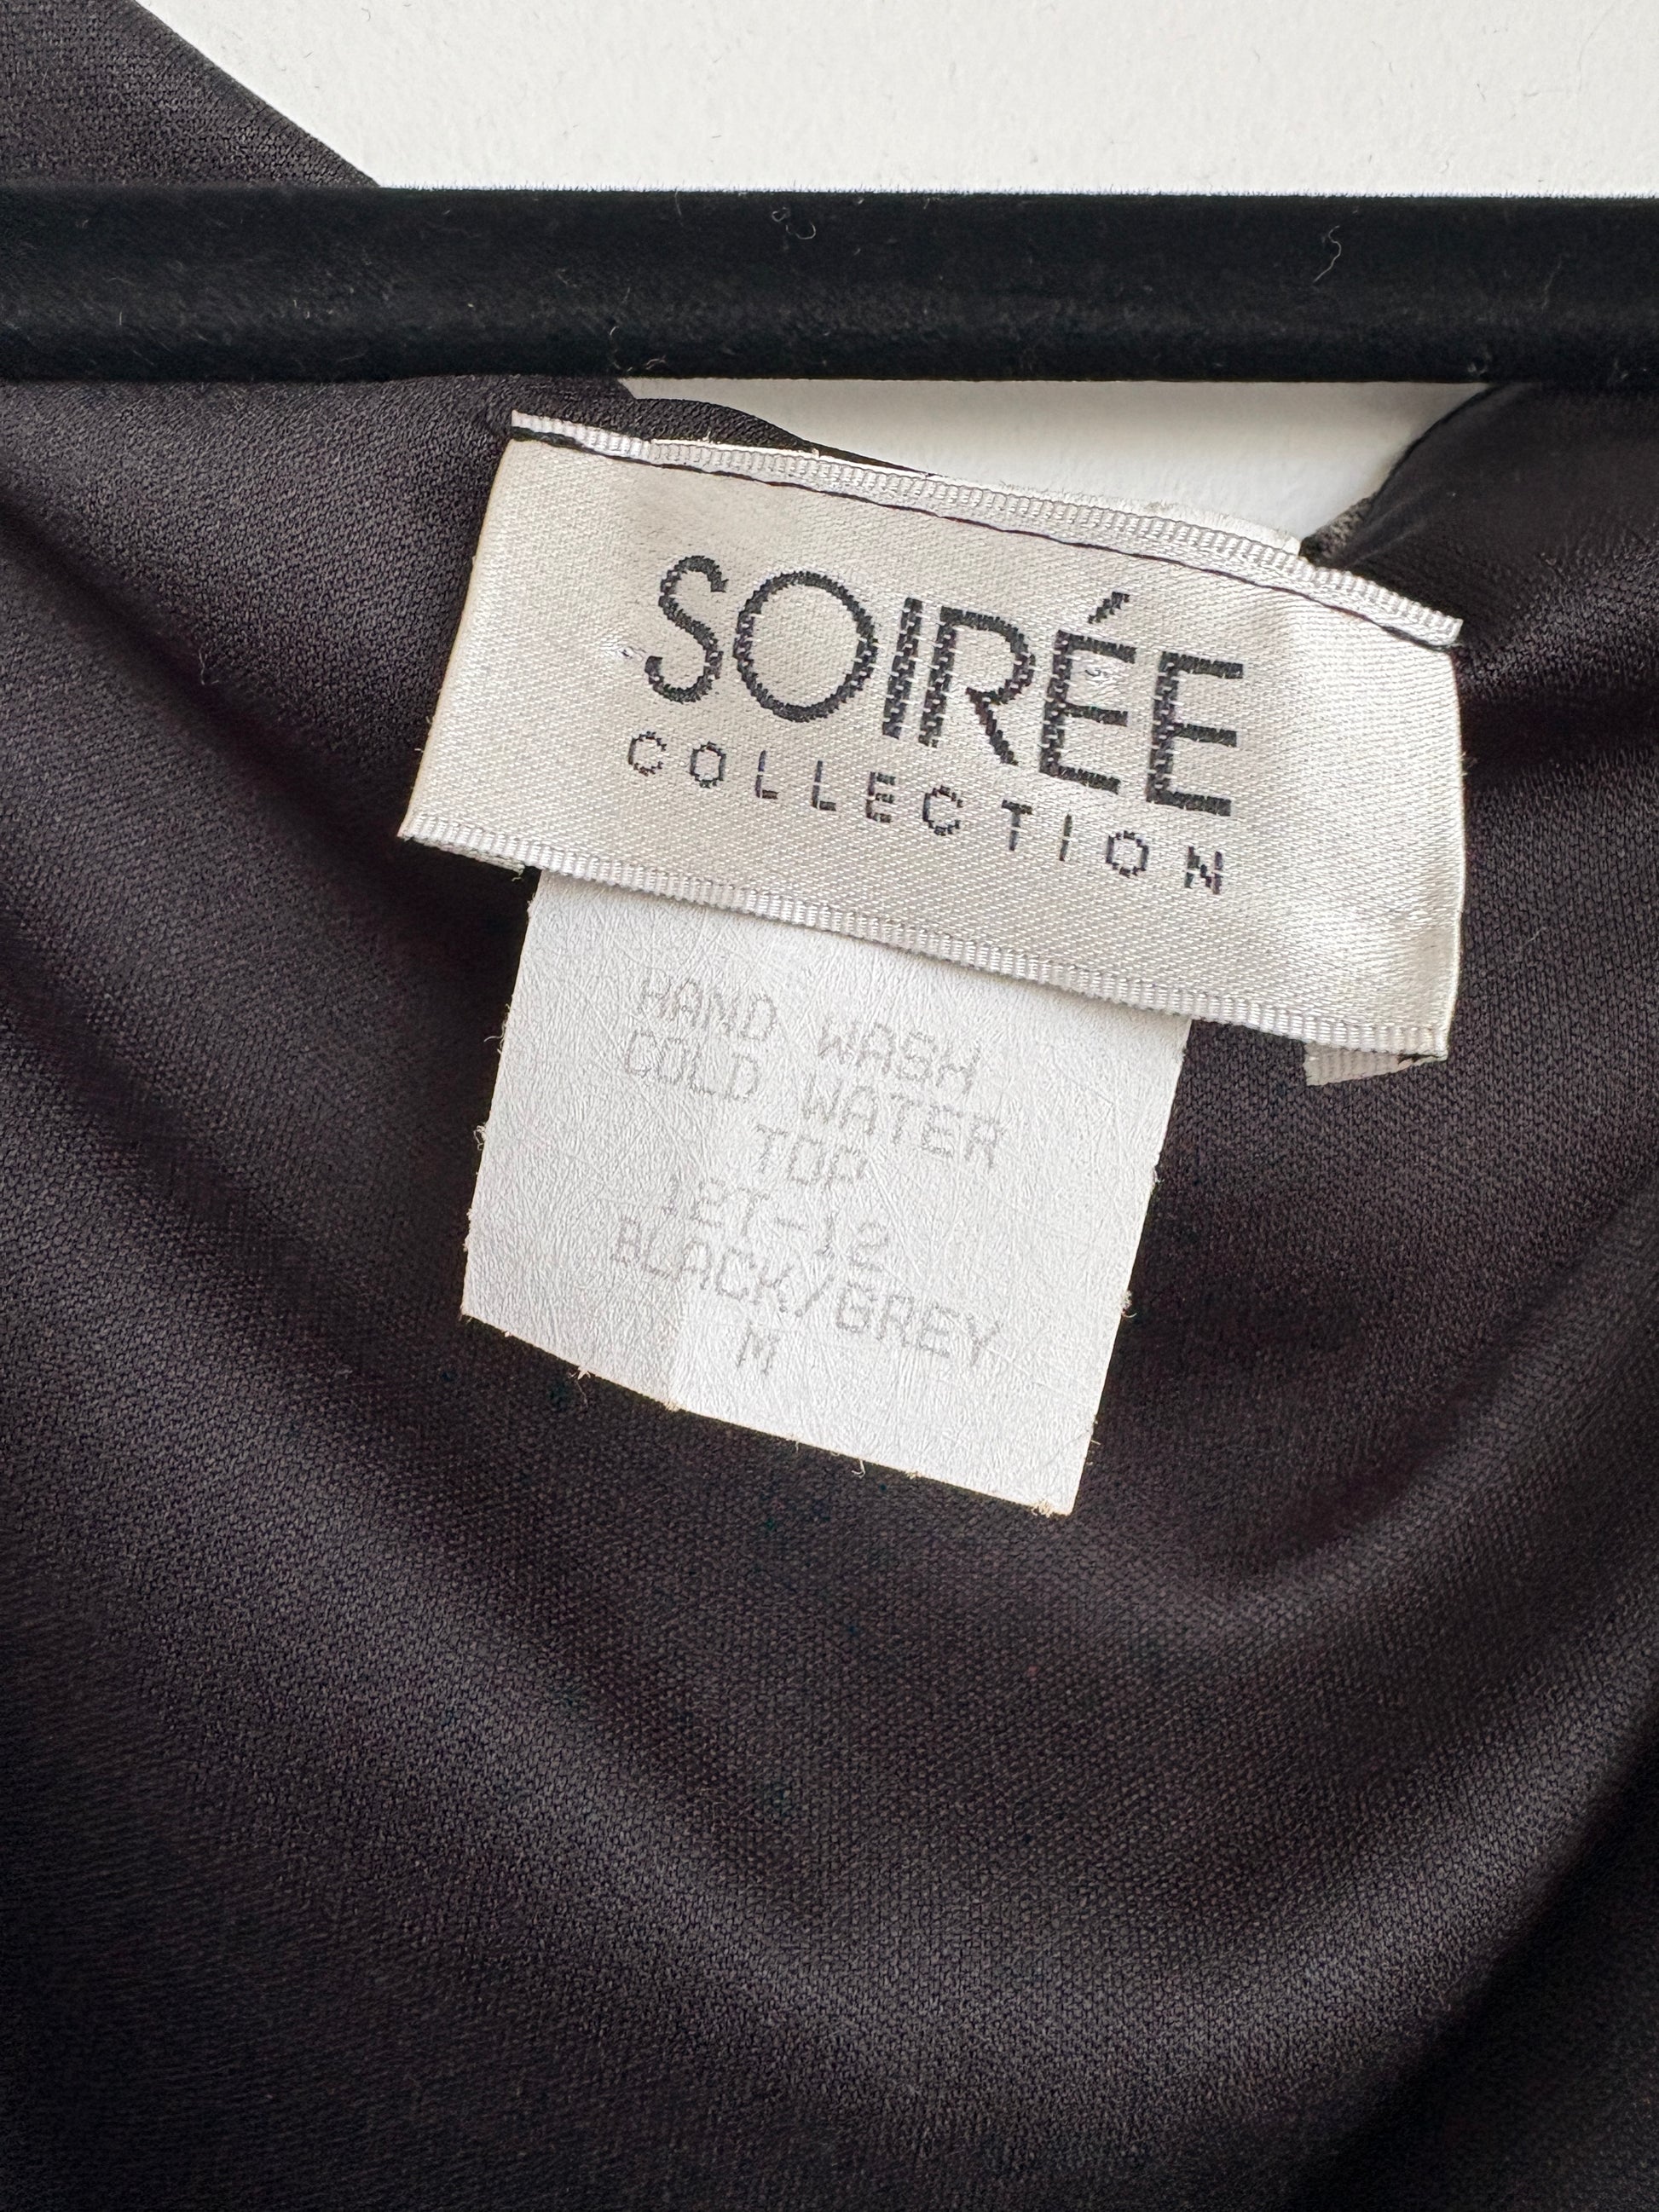 SOIRÉE
COLLECTION
HAND WASH
COLD WATER
TOP
12T-12
BLACK/GREY
M